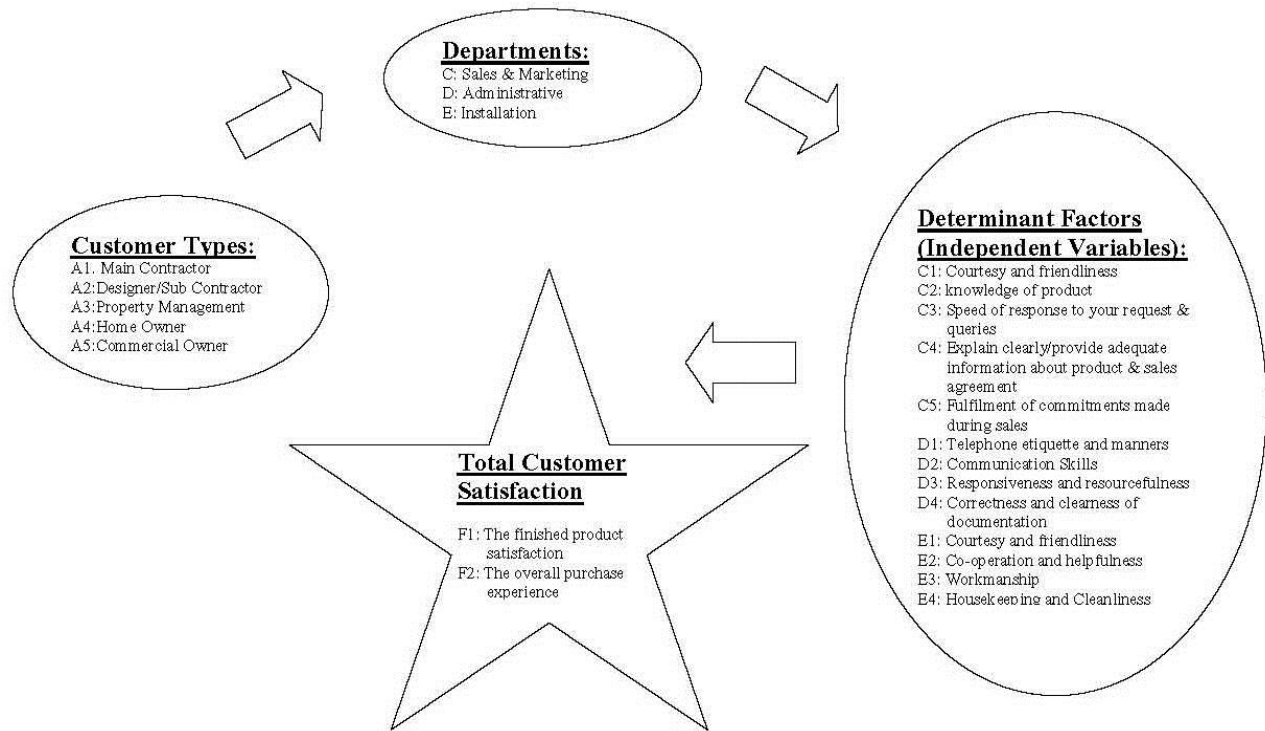 Departments:
C: Sales & Marketing
D: Administrative
E: Installation
Customer Types:
A1. Main Contractor
A2:Designer/Sub Contractor
A3:Property Management
A4:Home Owner
A5:Commercial Owner
Determinant Factors
(Independent Variables):
C1: Courtesy and friendliness
C2: knowledge of product
C3: Speed of response to your request &
queries
C4: Explain clearly/provide adequate
information about product & sales
agreement
C5: Fulfilment of commitments made
during sales
D1: Telephone etiquette and manners
D2: Communication Skills
D3: Responsiveness and resourcefulness
D4: Correctness and clearness of
documentation
E1: Courtesy and friendliness
E2: Co-operation and helpfulness
E3: Workmanship
E4: Housekeeping and Cleanliness
Total Customer
Satisfaction
F1: The finished product
satisfaction
F2: The overall purchase
experience